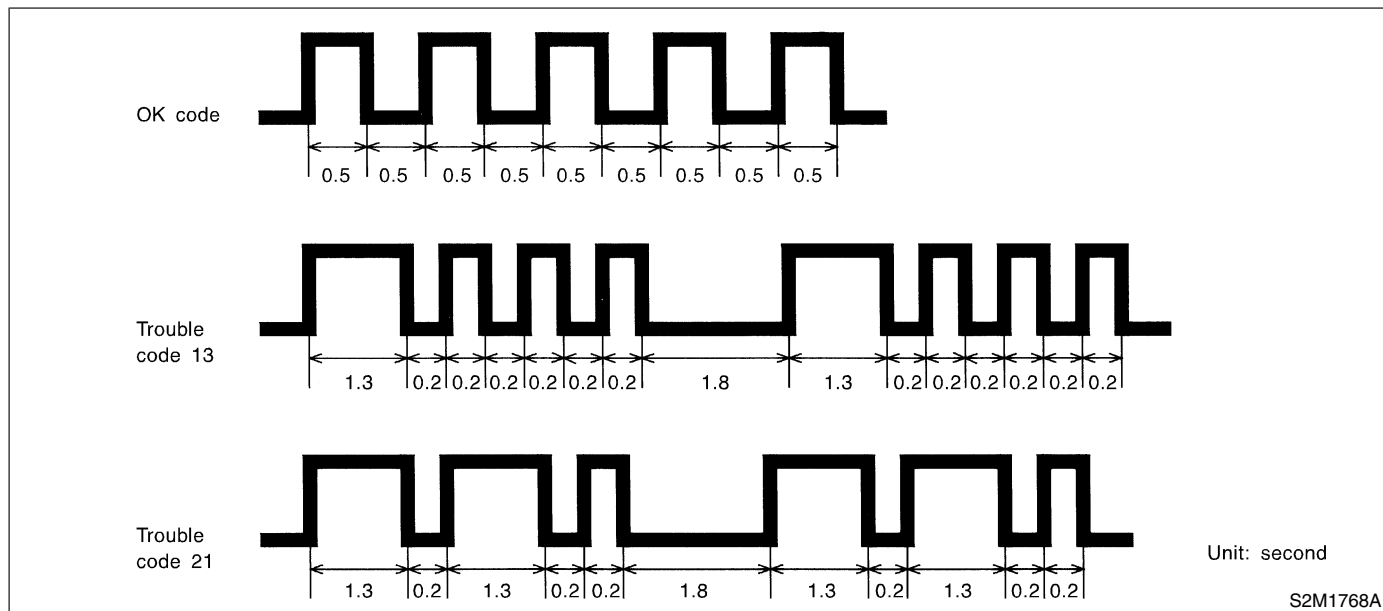 OK code
0.5 0.5 0.5 0.5 0.5 0.5 0.5 0.5 0.5
Trouble
code 13
1.3 0.2 0.2 0.2 0.2 0.2 0.2 1.8 1.3 0.2 0.2 0.2 0.2 0.2 0.2
Trouble
code 21
1.3 0.2 1.3 0.2 0.2 1.8 1.3 0.2 1.3 0.2 0.2
Unit: second
S2M1768A